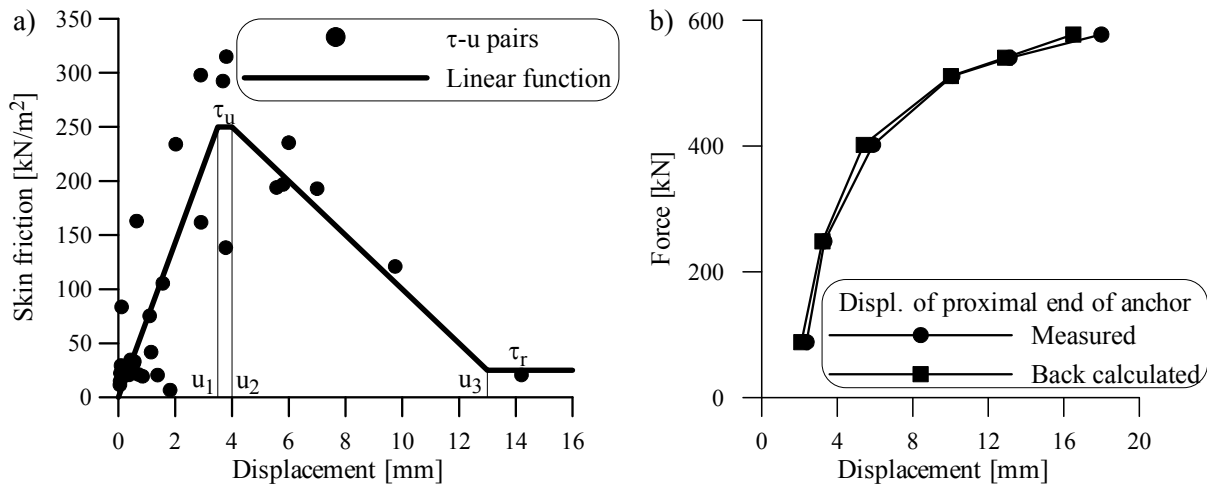 a)
350
300
250
200
150
100
50
0
Skin friction [kN/m²]
τ-u pairs
Linear function
τu
u1
u2
u3
τr
0 2 4 6 8 10 12 14 16
Displacement [mm]
b)
600
400
200
0
Force [kN]
Displ. of proximal end of anchor
Measured
Back calculated
0 4 8 12 16 20
Displacement [mm]